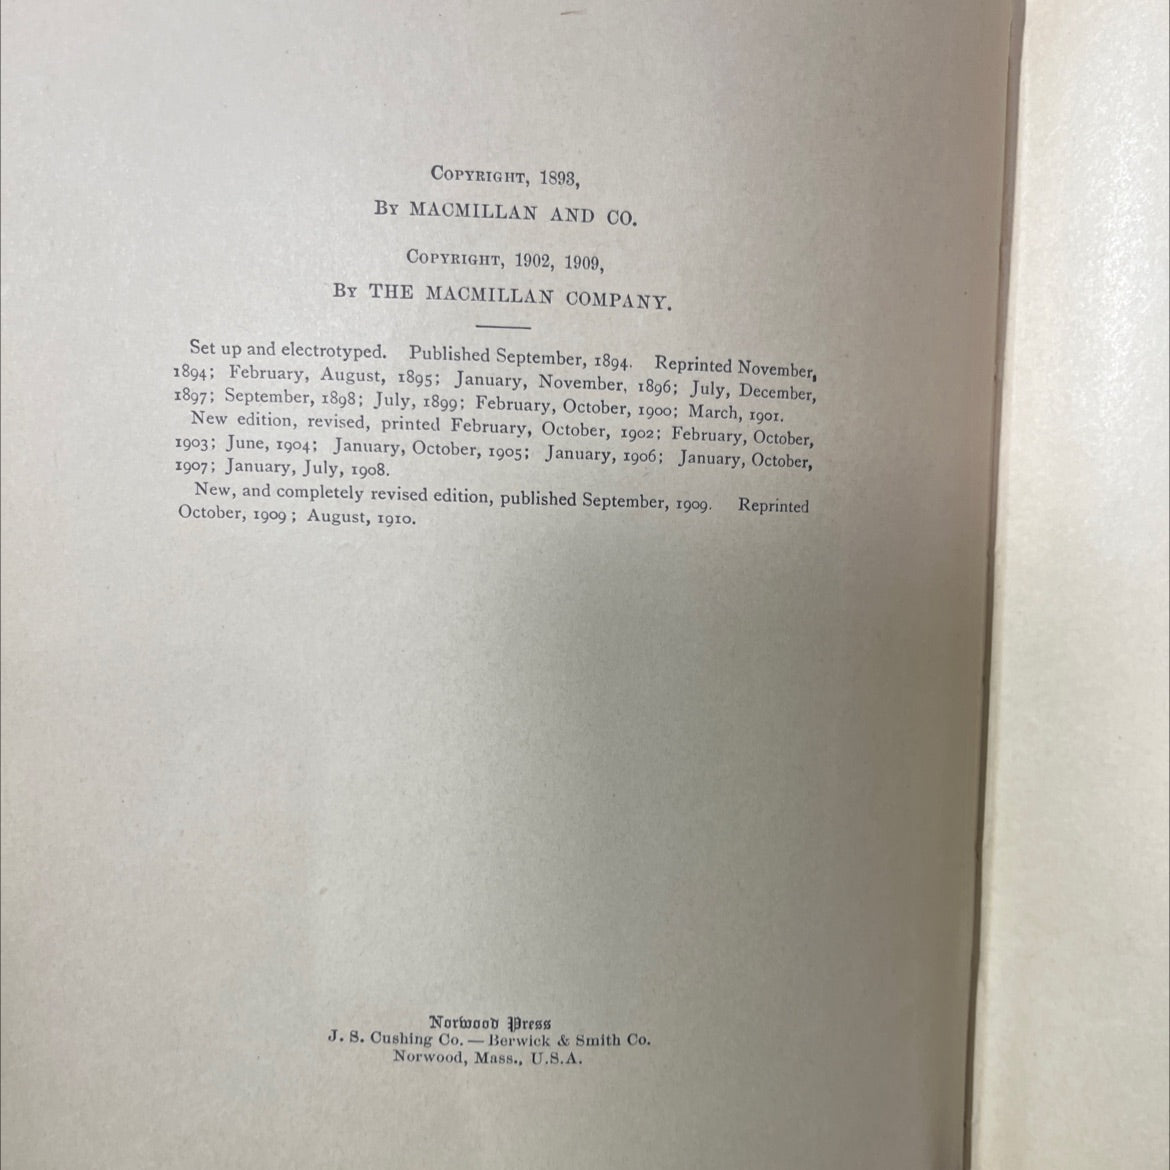 COPYRIGHT, 1893,
BY MACMILLAN AND CO.
COPYRIGHT, 1902, 1909,
BY THE MACMILLAN COMPANY.
Set up and electrotyped. Published September, 1894. Reprinted November,
1894; February, August, 1895; January, November, 1896; July, December,
1897; September, 1898; July, 1899; February, October, 1900; March, 1901.
New edition, revised, printed February, October, 1902; February, October,
1903; June, 1904; January, October, 1905; January, 1906; January, October,
1907; January, July, 1908.
New, and completely revised edition, published September, 1909. Reprinted
October, 1909; August, 1910.
Norwood Press
J. S. Cushing Co. — Berwick & Smith Co.
Norwood, Mass., U.S.A.